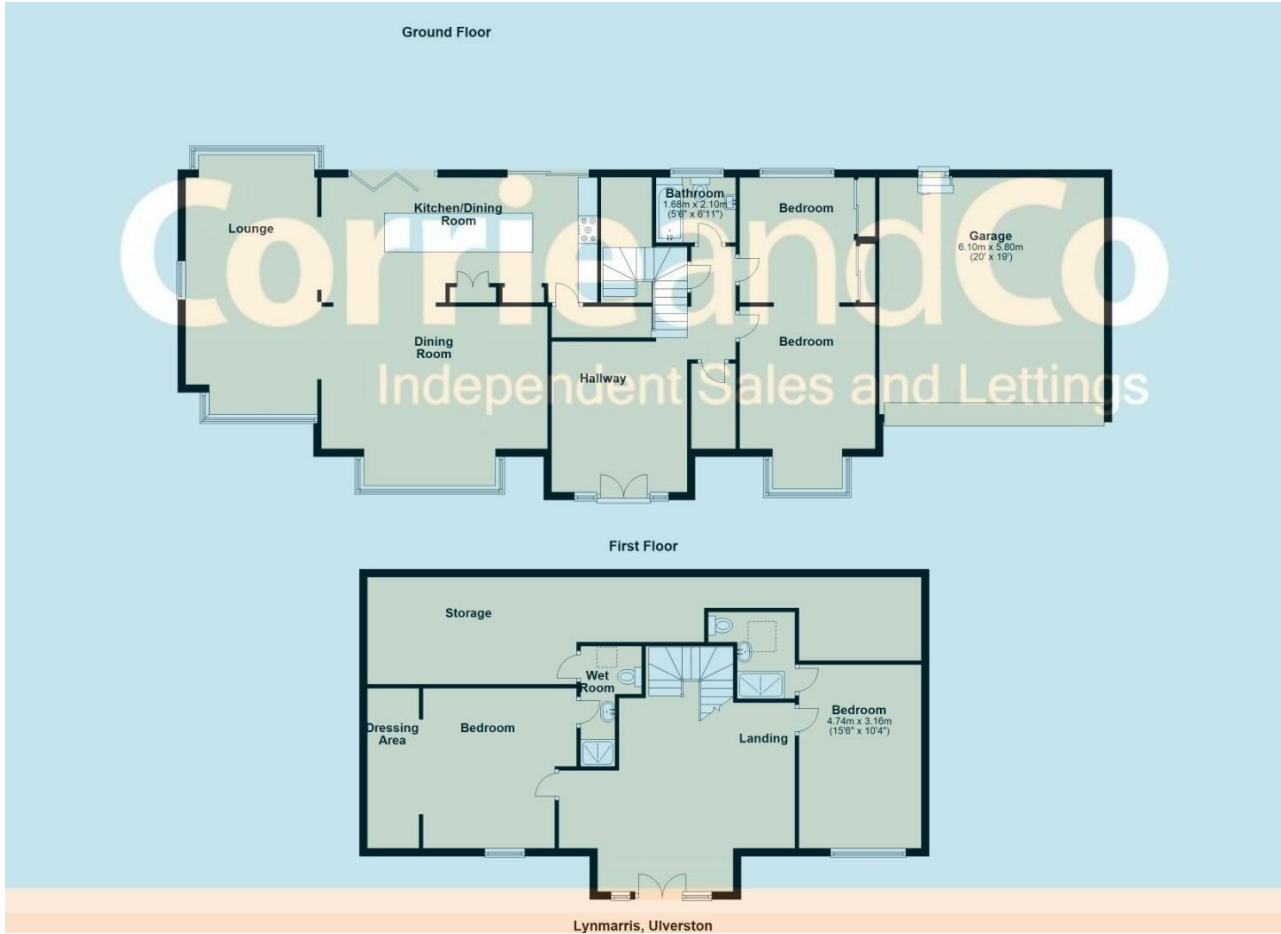 Ground Floor
Lounge
Kitchen/Dining
Room
Bathroom
1.68m x 2.10m
(5'6" x 6'11")
Bedroom
Garage
6.10m x 5.80m
(20' x 19')
CorrieandCo
Dining
Room
Hallway
Bedroom
Independent Sales and Lettings
First Floor
Storage
Wet
Room
Dressing
Area
Bedroom
Landing
Bedroom
4.74m x 3.16m
(15'6" x 10'4")
Lynmarris, Ulverston